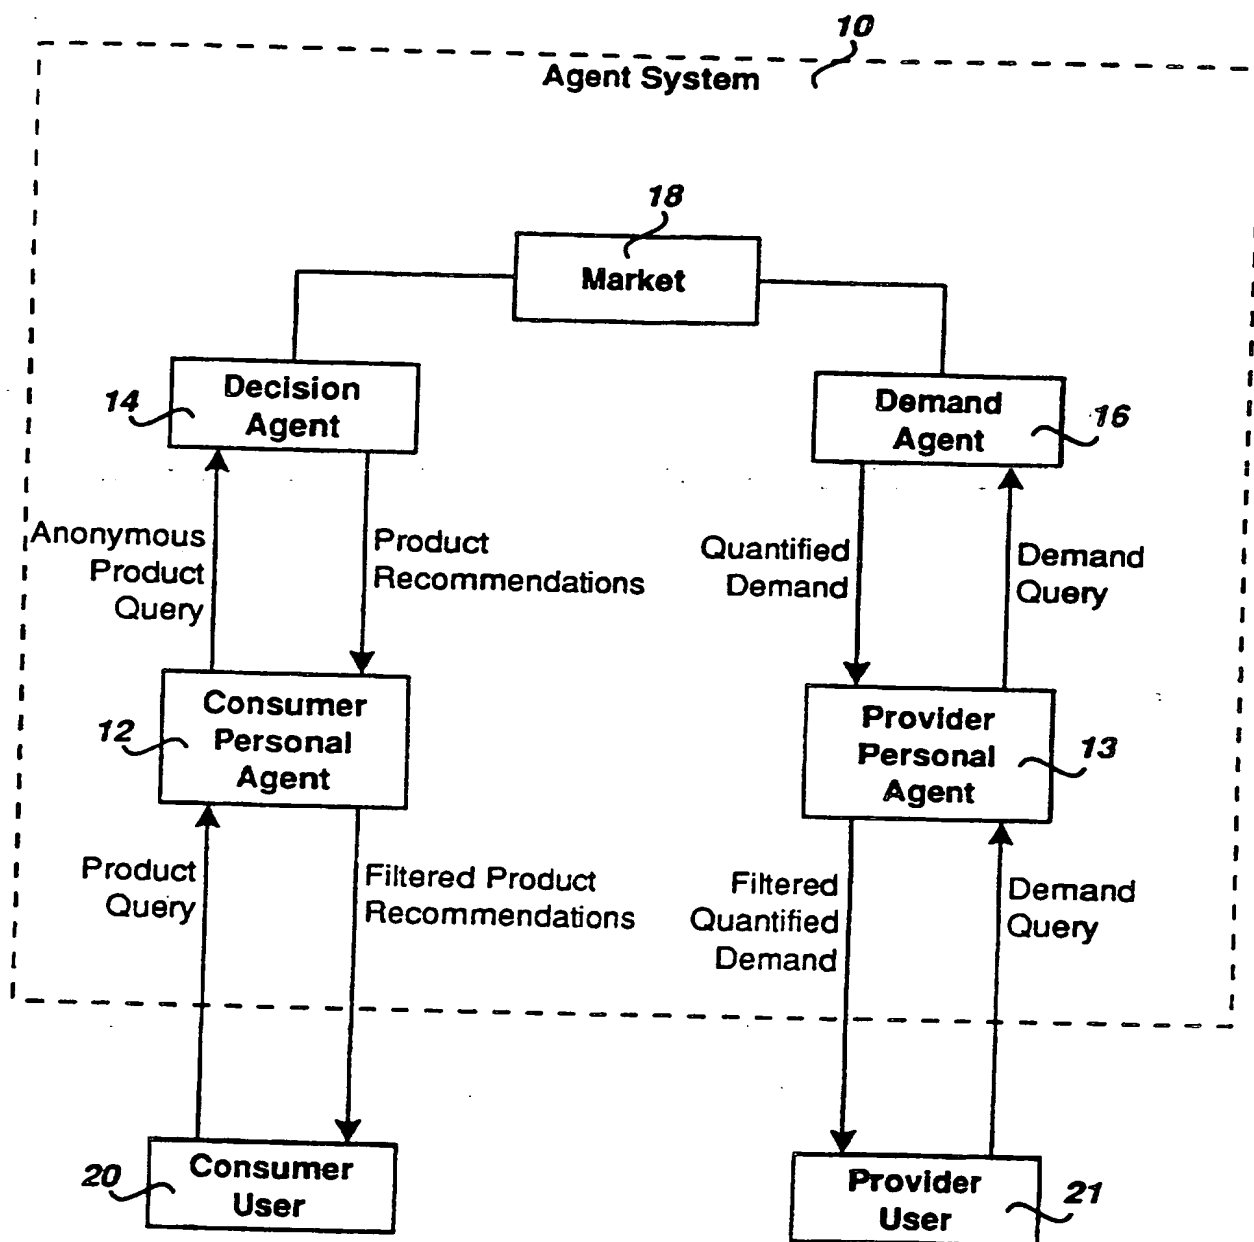 10
Agent System
18
Market
14
Decision
Agent
Demand
Agent
16
Anonymous
Product
Query
Product
Recommendations
Quantified
Demand
Demand
Query
12
Consumer
Personal
Agent
Provider
Personal
Agent
13
Product
Query
Filtered Product
Recommendations
Filtered
Quantified
Demand
Demand
Query
20
Consumer
User
Provider
User
21